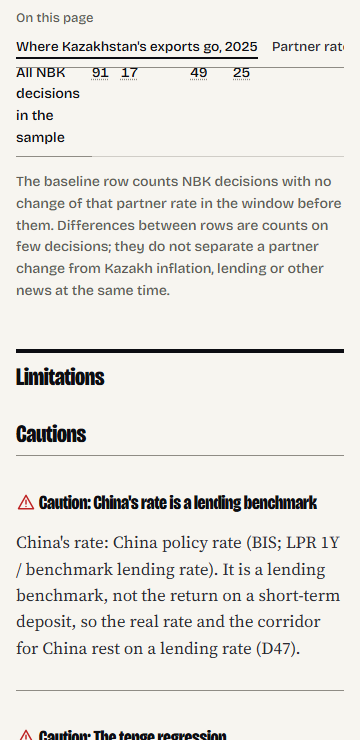 On this page
Where Kazakhstan's exports go, 2025 Partner rat
All NBK 91 17 49 25
decisions
in the
sample
The baseline row counts NBK decisions with no
change of that partner rate in the window before
them. Differences between rows are counts on
few decisions; they do not separate a partner
change from Kazakh inflation, lending or other
news at the same time.
Limitations
Cautions
Caution: China's rate is a lending benchmark
China's rate: China policy rate (BIS; LPR 1Y
/ benchmark lending rate). It is a lending
benchmark, not the return on a short-term
deposit, so the real rate and the corridor
for China rest on a lending rate (D47).
Caution: The tenge regression